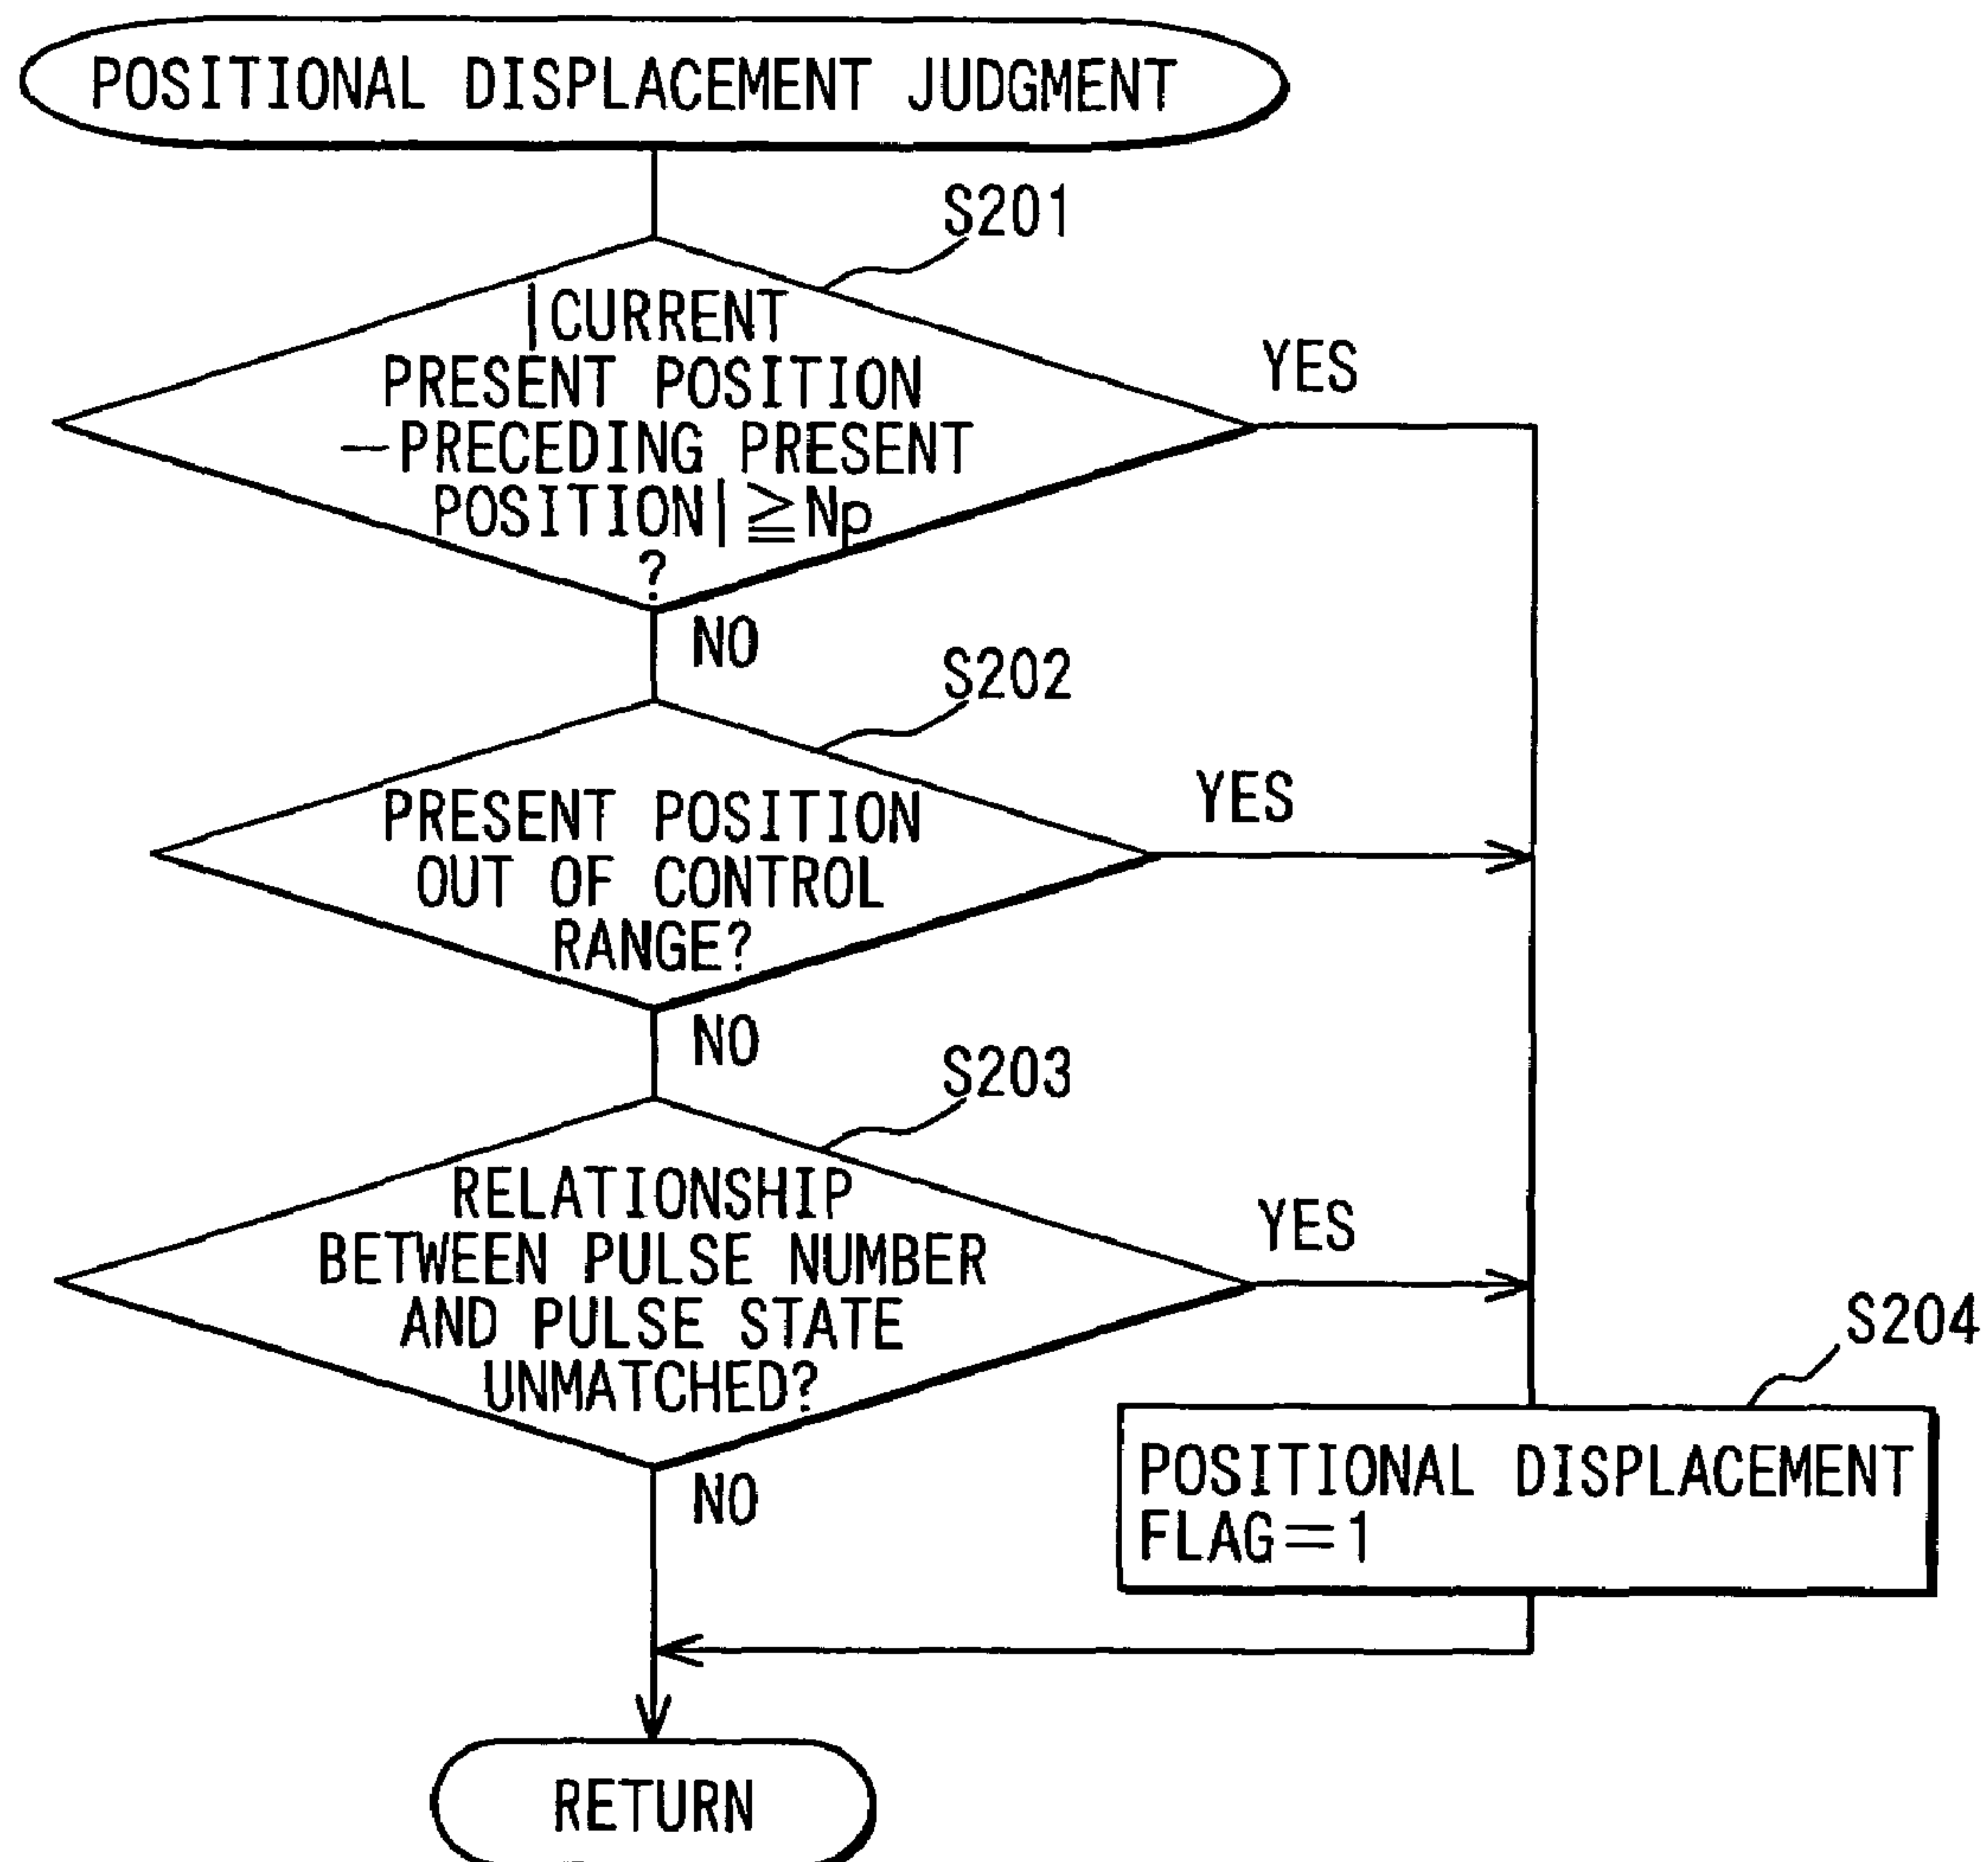 POSITIONAL DISPLACEMENT JUDGMENT
S201
|CURRENT
PRESENT POSITION
−PRECEDING PRESENT
POSITION|≧Np
?
YES
NO
S202
PRESENT POSITION
OUT OF CONTROL
RANGE?
YES
NO
S203
RELATIONSHIP
BETWEEN PULSE NUMBER
AND PULSE STATE
UNMATCHED?
YES
NO
S204
POSITIONAL DISPLACEMENT
FLAG=1
RETURN